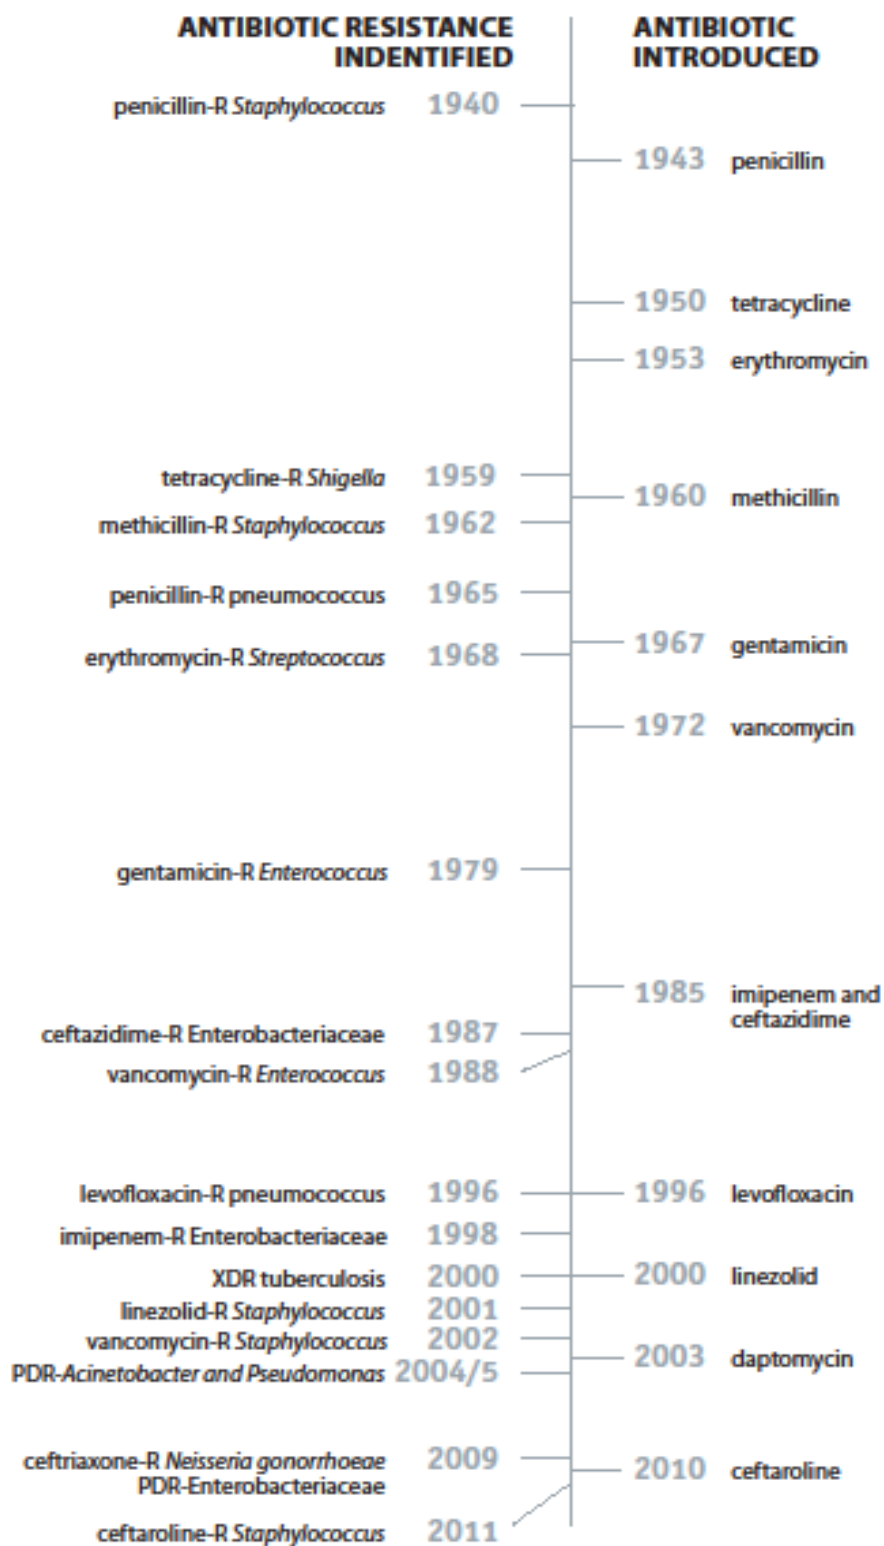 ANTIBIOTIC RESISTANCE
INDENTIFIED
ANTIBIOTIC
INTRODUCED
penicillin-R Staphylococcus 1940
1943 penicillin
1950 tetracycline
1953 erythromycin
tetracycline-R Shigella 1959
1960 methicillin
methicillin-R Staphylococcus 1962
penicillin-R pneumococcus 1965
1967 gentamicin
erythromycin-R Streptococcus 1968
1972 vancomycin
gentamicin-R Enterococcus 1979
1985 imipenem and
ceftazidime
ceftazidime-R Enterobacteriaceae 1987
vancomycin-R Enterococcus 1988
levofloxacin-R pneumococcus 1996
1996 levofloxacin
imipenem-R Enterobacteriaceae 1998
XDR tuberculosis 2000
2000 linezolid
linezolid-R Staphylococcus 2001
vancomycin-R Staphylococcus 2002
2003 daptomycin
PDR-Acinetobacter and Pseudomonas 2004/5
ceftriaxone-R Neisseria gonorrhoeae 2009
PDR-Enterobacteriaceae
2010 ceftaroline
ceftaroline-R Staphylococcus 2011